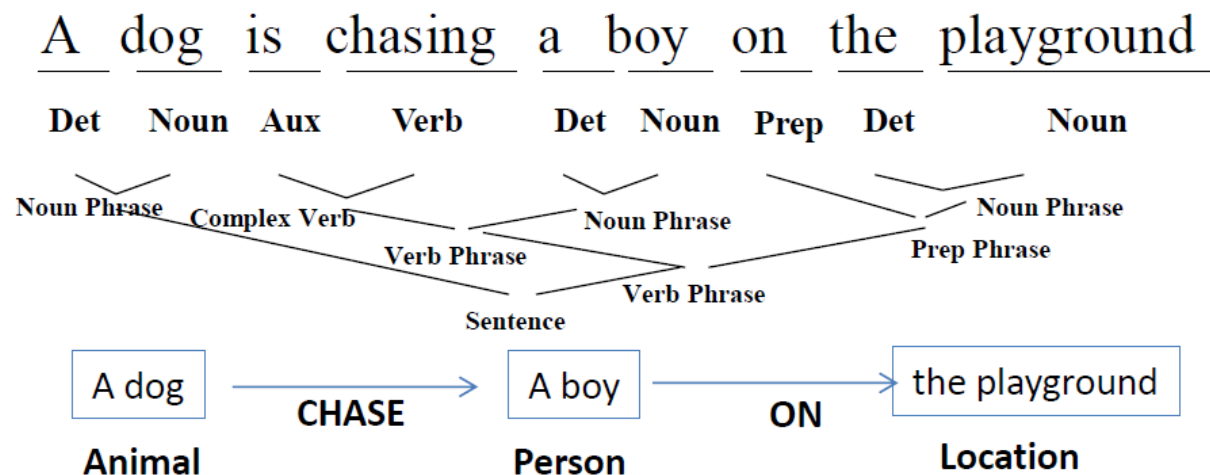 A dog is chasing a boy on the playground
Det Noun Aux Verb Det Noun Prep Det Noun
Noun Phrase Complex Verb Noun Phrase Noun Phrase
Verb Phrase Prep Phrase
Verb Phrase
Sentence
A dog A boy the playground
CHASE ON
Animal Person Location